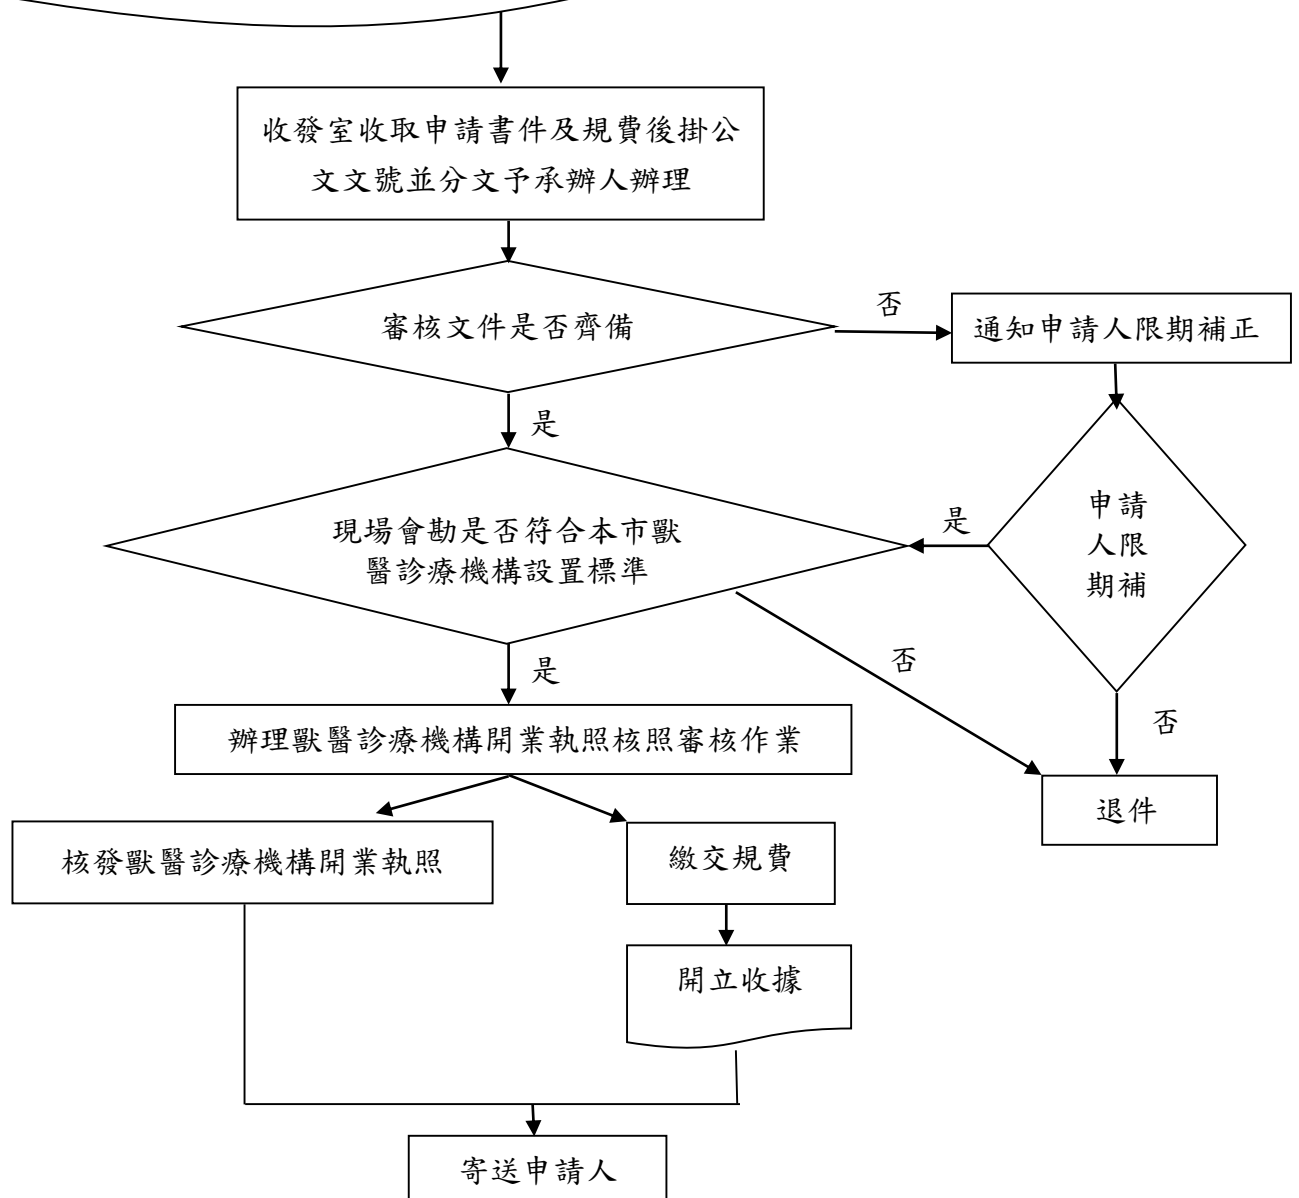 收發室收取申請書件及規費後掛公
文文號並分文予承辦人辦理
審核文件是否齊備
否
通知申請人限期補正
是
現場會勘是否符合本市獸
醫診療機構設置標準
是
申請
人限
期補
否
是
否
辦理獸醫診療機構開業執照核照審核作業
退件
核發獸醫診療機構開業執照
繳交規費
開立收據
寄送申請人